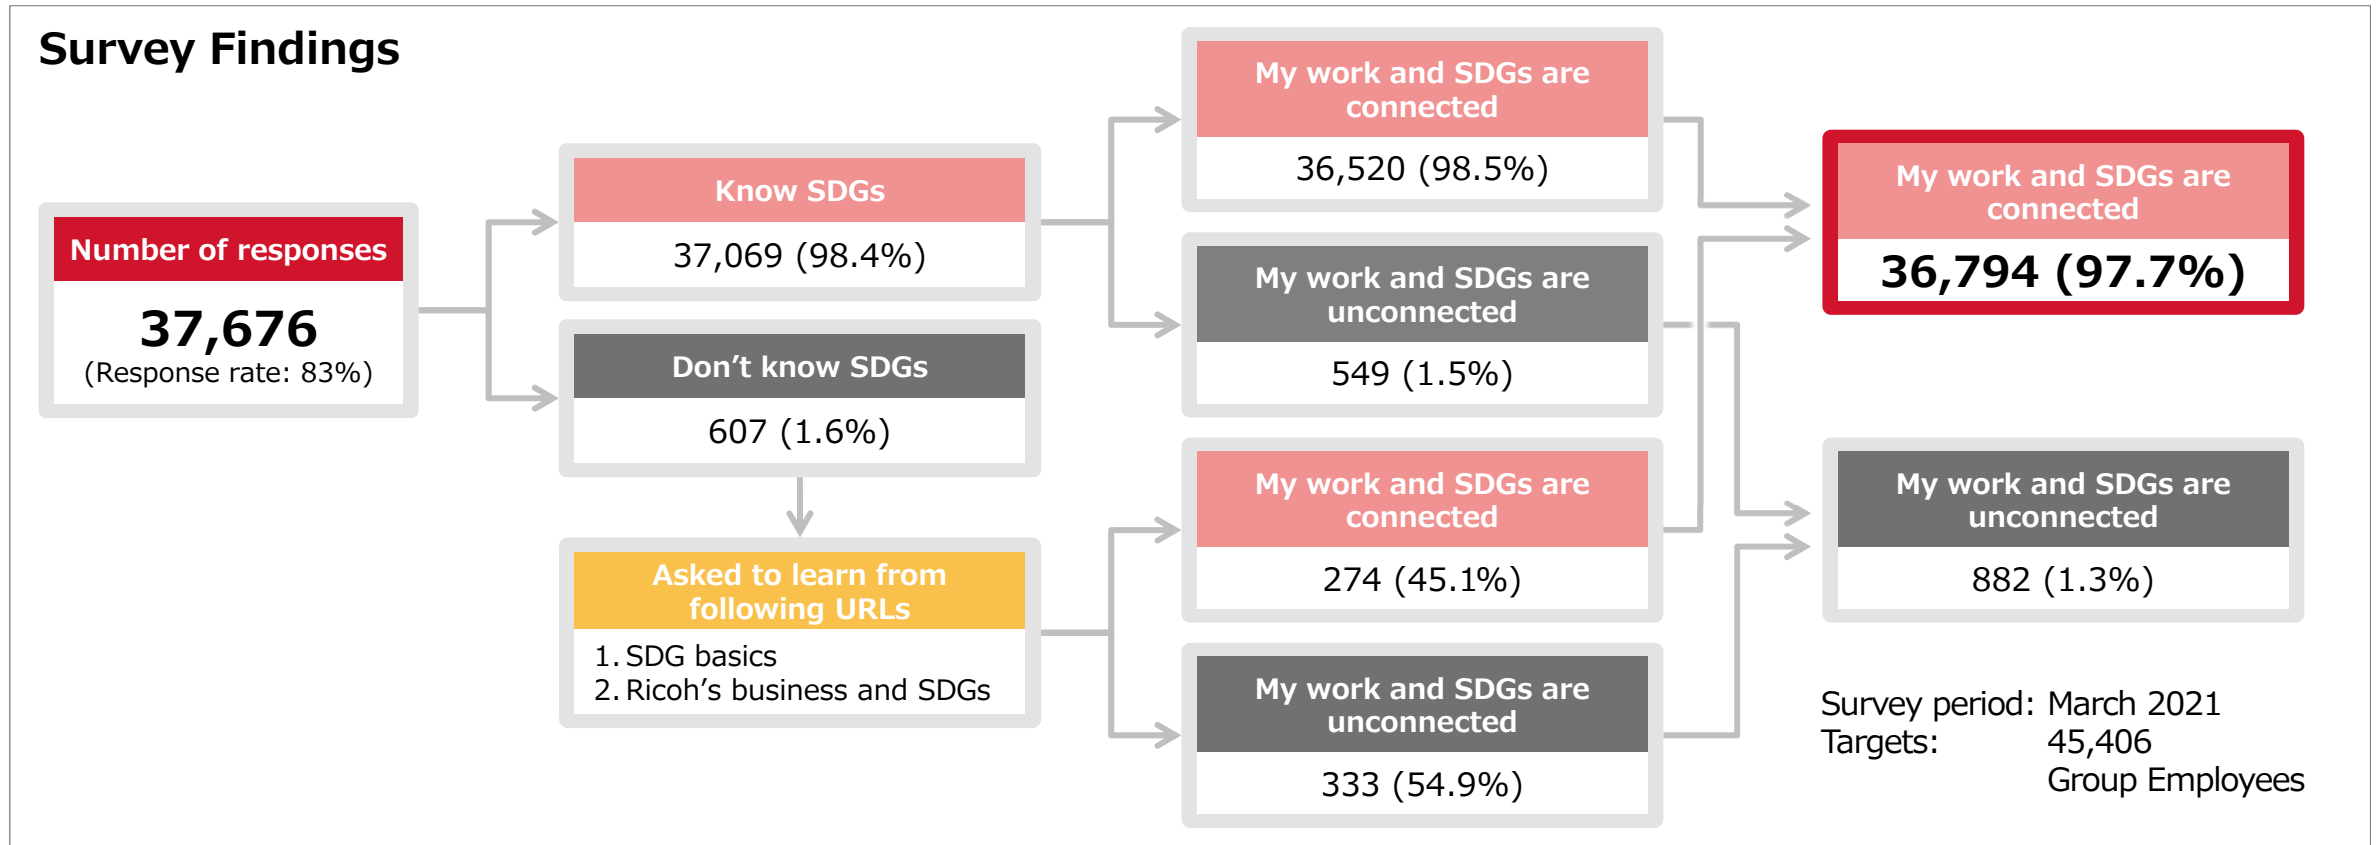 Survey Findings
Number of responses
37,676
(Response rate: 83%)
Know SDGs
37,069 (98.4%)
Don’t know SDGs
607 (1.6%)
Asked to learn from
following URLs
1. SDG basics
2. Ricoh’s business and SDGs
My work and SDGs are
connected
36,520 (98.5%)
My work and SDGs are
unconnected
549 (1.5%)
My work and SDGs are
connected
274 (45.1%)
My work and SDGs are
unconnected
333 (54.9%)
My work and SDGs are
connected
36,794 (97.7%)
My work and SDGs are
unconnected
882 (1.3%)
Survey period: March 2021
Targets: 45,406
Group Employees